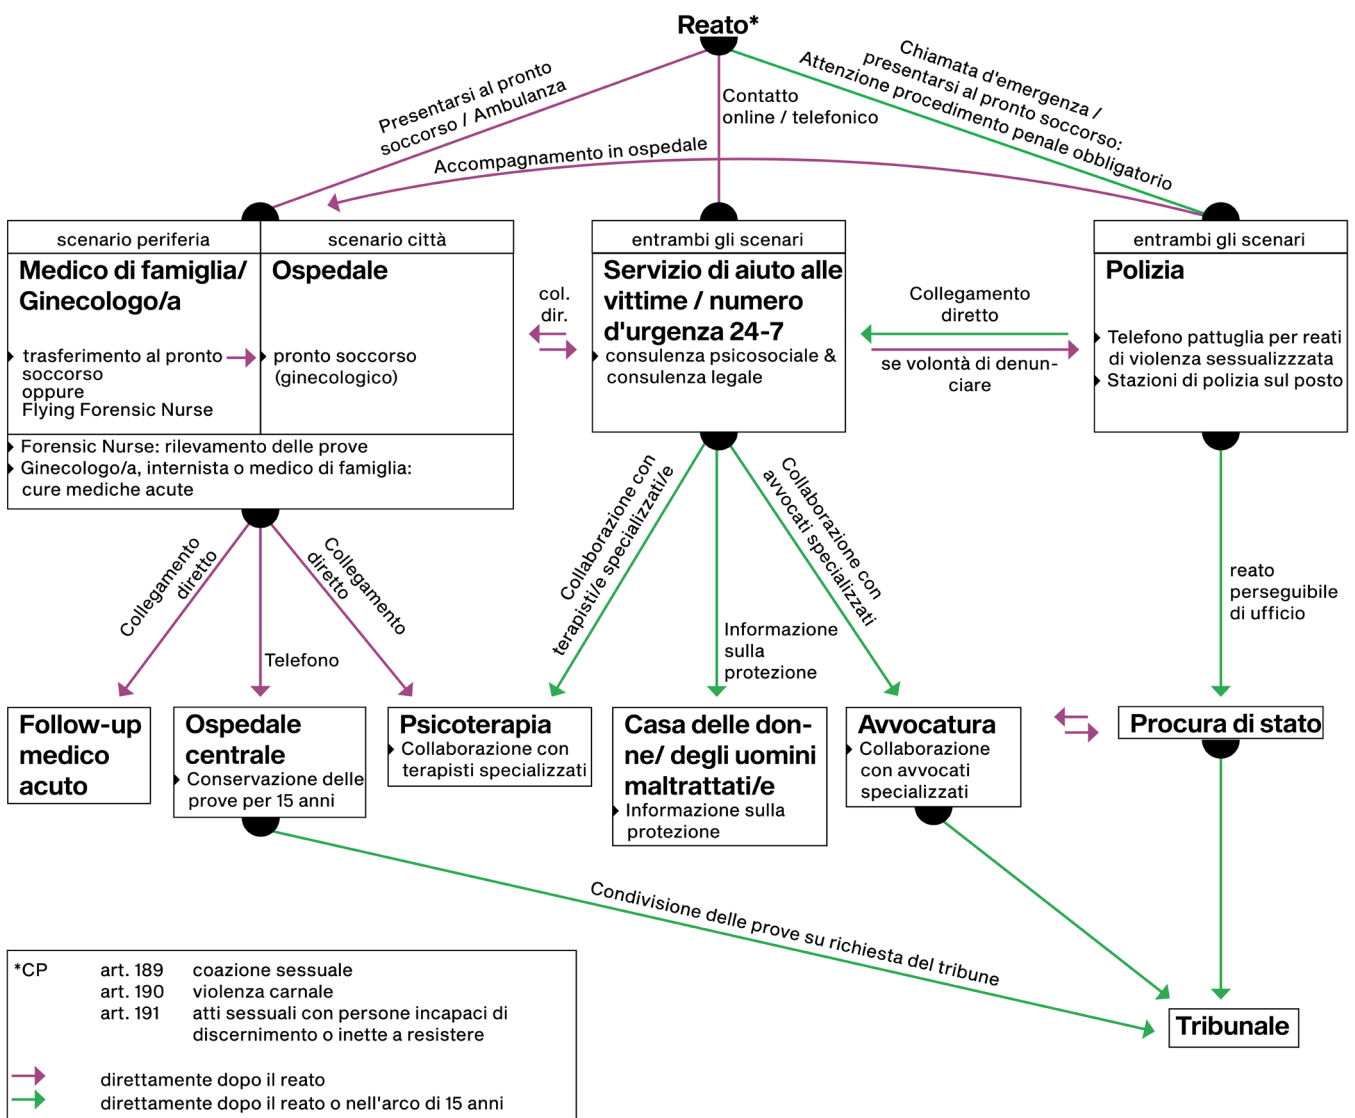 Reato*
Presentarsi al pronto
soccorso / Ambulanza
Contatto
online / telefonico
Chiamata d'emergenza /
presentarsi al pronto soccorso:
Attenzione procedimento
penale obbligatorio
Accompagnamento in ospedale
scenario periferia
scenario città
entrambi gli scenari
entrambi gli scenari
Medico di famiglia/
Ginecologo/a
trasferimento al pronto
soccorso
oppure
Flying Forensic Nurse
Ospedale
pronto soccorso
(ginecologico)
Forensic Nurse: rilevamento delle prove
Ginecologo/a, internista o medico di famiglia:
cure mediche acute
col.
dir.
Servizio di aiuto alle
vittime / numero
d'urgenza 24-7
consulenza psicosociale &
consulenza legale
Collegamento
diretto
se volontà di denun-
ciare
Polizia
Telefono pattuglia per reati
di violenza sessualizzzata
Stazioni di polizia sul posto
Collegamento
diretto
Telefono
Collegamento
diretto
Collaborazione con
terapisti/e specializzati/e
Informazione
sulla
protezione
Collaborazione con
avvocati specializzati
reato
perseguibile
di ufficio
Follow-up
medico
acuto
Ospedale
centrale
Conservazione delle
prove per 15 anni
Psicoterapia
Collaborazione con
terapisti specializzati
Casa delle don-
ne/ degli uomini
maltrattati/e
Informazione sulla
protezione
Avvocatura
Collaborazione
con avvocati
specializzati
Procura di stato
Condivisione delle prove su richiesta del tribune
Tribunale
*CP art. 189 coazione sessuale
art. 190 violenza carnale
art. 191 atti sessuali con persone incapaci di
discernimento o inette a resistere
direttamente dopo il reato
direttamente dopo il reato o nell'arco di 15 anni